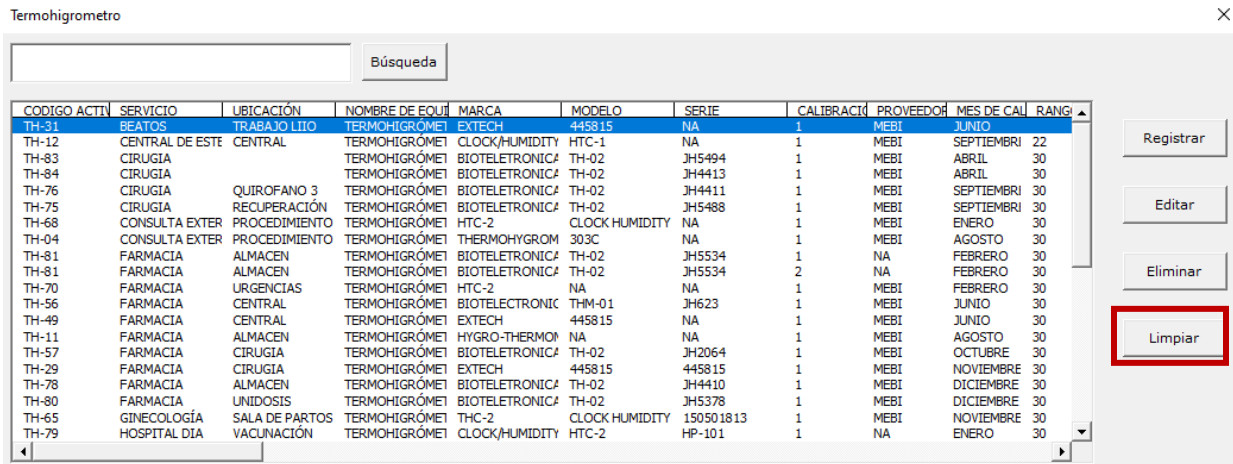 Termohigrometro
Búsqueda
CODIGO ACTIV SERVICIO UBICACIÓN NOMBRE DE EQUI MARCA MODELO SERIE CALIBRACIÓ PROVEEDOR MES DE CAL RANG
TH-31 BEATOS TRABAJO LIIO TERMOHIGRÓMET EXTECH 445815 NA 1 MEBI JUNIO
TH-12 CENTRAL DE ESTE CENTRAL TERMOHIGRÓMET CLOCK/HUMIDITY HTC-1 NA 1 MEBI SEPTIEMBRI 22
TH-83 CIRUGIA TERMOHIGRÓMET BIOTELETRONICA TH-02 JH5494 1 MEBI ABRIL 30
TH-84 CIRUGIA TERMOHIGRÓMET BIOTELETRONICA TH-02 JH4413 1 MEBI ABRIL 30
TH-76 CIRUGIA QUIROFANO 3 TERMOHIGRÓMET BIOTELETRONICA TH-02 JH4411 1 MEBI SEPTIEMBRI 30
TH-75 CIRUGIA RECUPERACIÓN TERMOHIGRÓMET BIOTELETRONICA TH-02 JH5488 1 MEBI SEPTIEMBRI 30
TH-68 CONSULTA EXTER PROCEDIMIENTO TERMOHIGRÓMET HTC-2 CLOCK HUMIDITY NA 1 MEBI ENERO 30
TH-04 CONSULTA EXTER PROCEDIMIENTO TERMOHIGRÓMET THERMOHYGROM 303C NA 1 MEBI AGOSTO 30
TH-81 FARMACIA ALMACEN TERMOHIGRÓMET BIOTELETRONICA TH-02 JH5534 1 NA FEBRERO 30
TH-81 FARMACIA ALMACEN TERMOHIGRÓMET BIOTELETRONICA TH-02 JH5534 2 NA FEBRERO 30
TH-70 FARMACIA URGENCIAS TERMOHIGRÓMET HTC-2 NA NA 1 MEBI FEBRERO 30
TH-56 FARMACIA CENTRAL TERMOHIGRÓMET BIOTELECTRONIC THM-01 JH623 1 MEBI JUNIO 30
TH-49 FARMACIA CENTRAL TERMOHIGRÓMET EXTECH 445815 NA 1 MEBI JUNIO 30
TH-11 FARMACIA ALMACEN TERMOHIGRÓMET HYGRO-THERMON NA NA 1 MEBI AGOSTO 30
TH-57 FARMACIA CIRUGIA TERMOHIGRÓMET BIOTELETRONICA TH-02 JH2064 1 MEBI OCTUBRE 30
TH-29 FARMACIA CIRUGIA TERMOHIGRÓMET EXTECH 445815 445815 1 MEBI NOVIEMBRE 30
TH-78 FARMACIA ALMACEN TERMOHIGRÓMET BIOTELETRONICA TH-02 JH4410 1 MEBI DICIEMBRE 30
TH-80 FARMACIA UNIDOSIS TERMOHIGRÓMET BIOTELETRONICA TH-02 JH5378 1 MEBI DICIEMBRE 30
TH-65 GINECOLOGÍA SALA DE PARTOS TERMOHIGRÓMET THC-2 CLOCK HUMIDITY 150501813 1 MEBI NOVIEMBRE 30
TH-79 HOSPITAL DIA VACUNACIÓN TERMOHIGRÓMET CLOCK/HUMIDITY HTC-2 HP-101 1 NA ENERO 30
Registrar
Editar
Eliminar
Limpiar